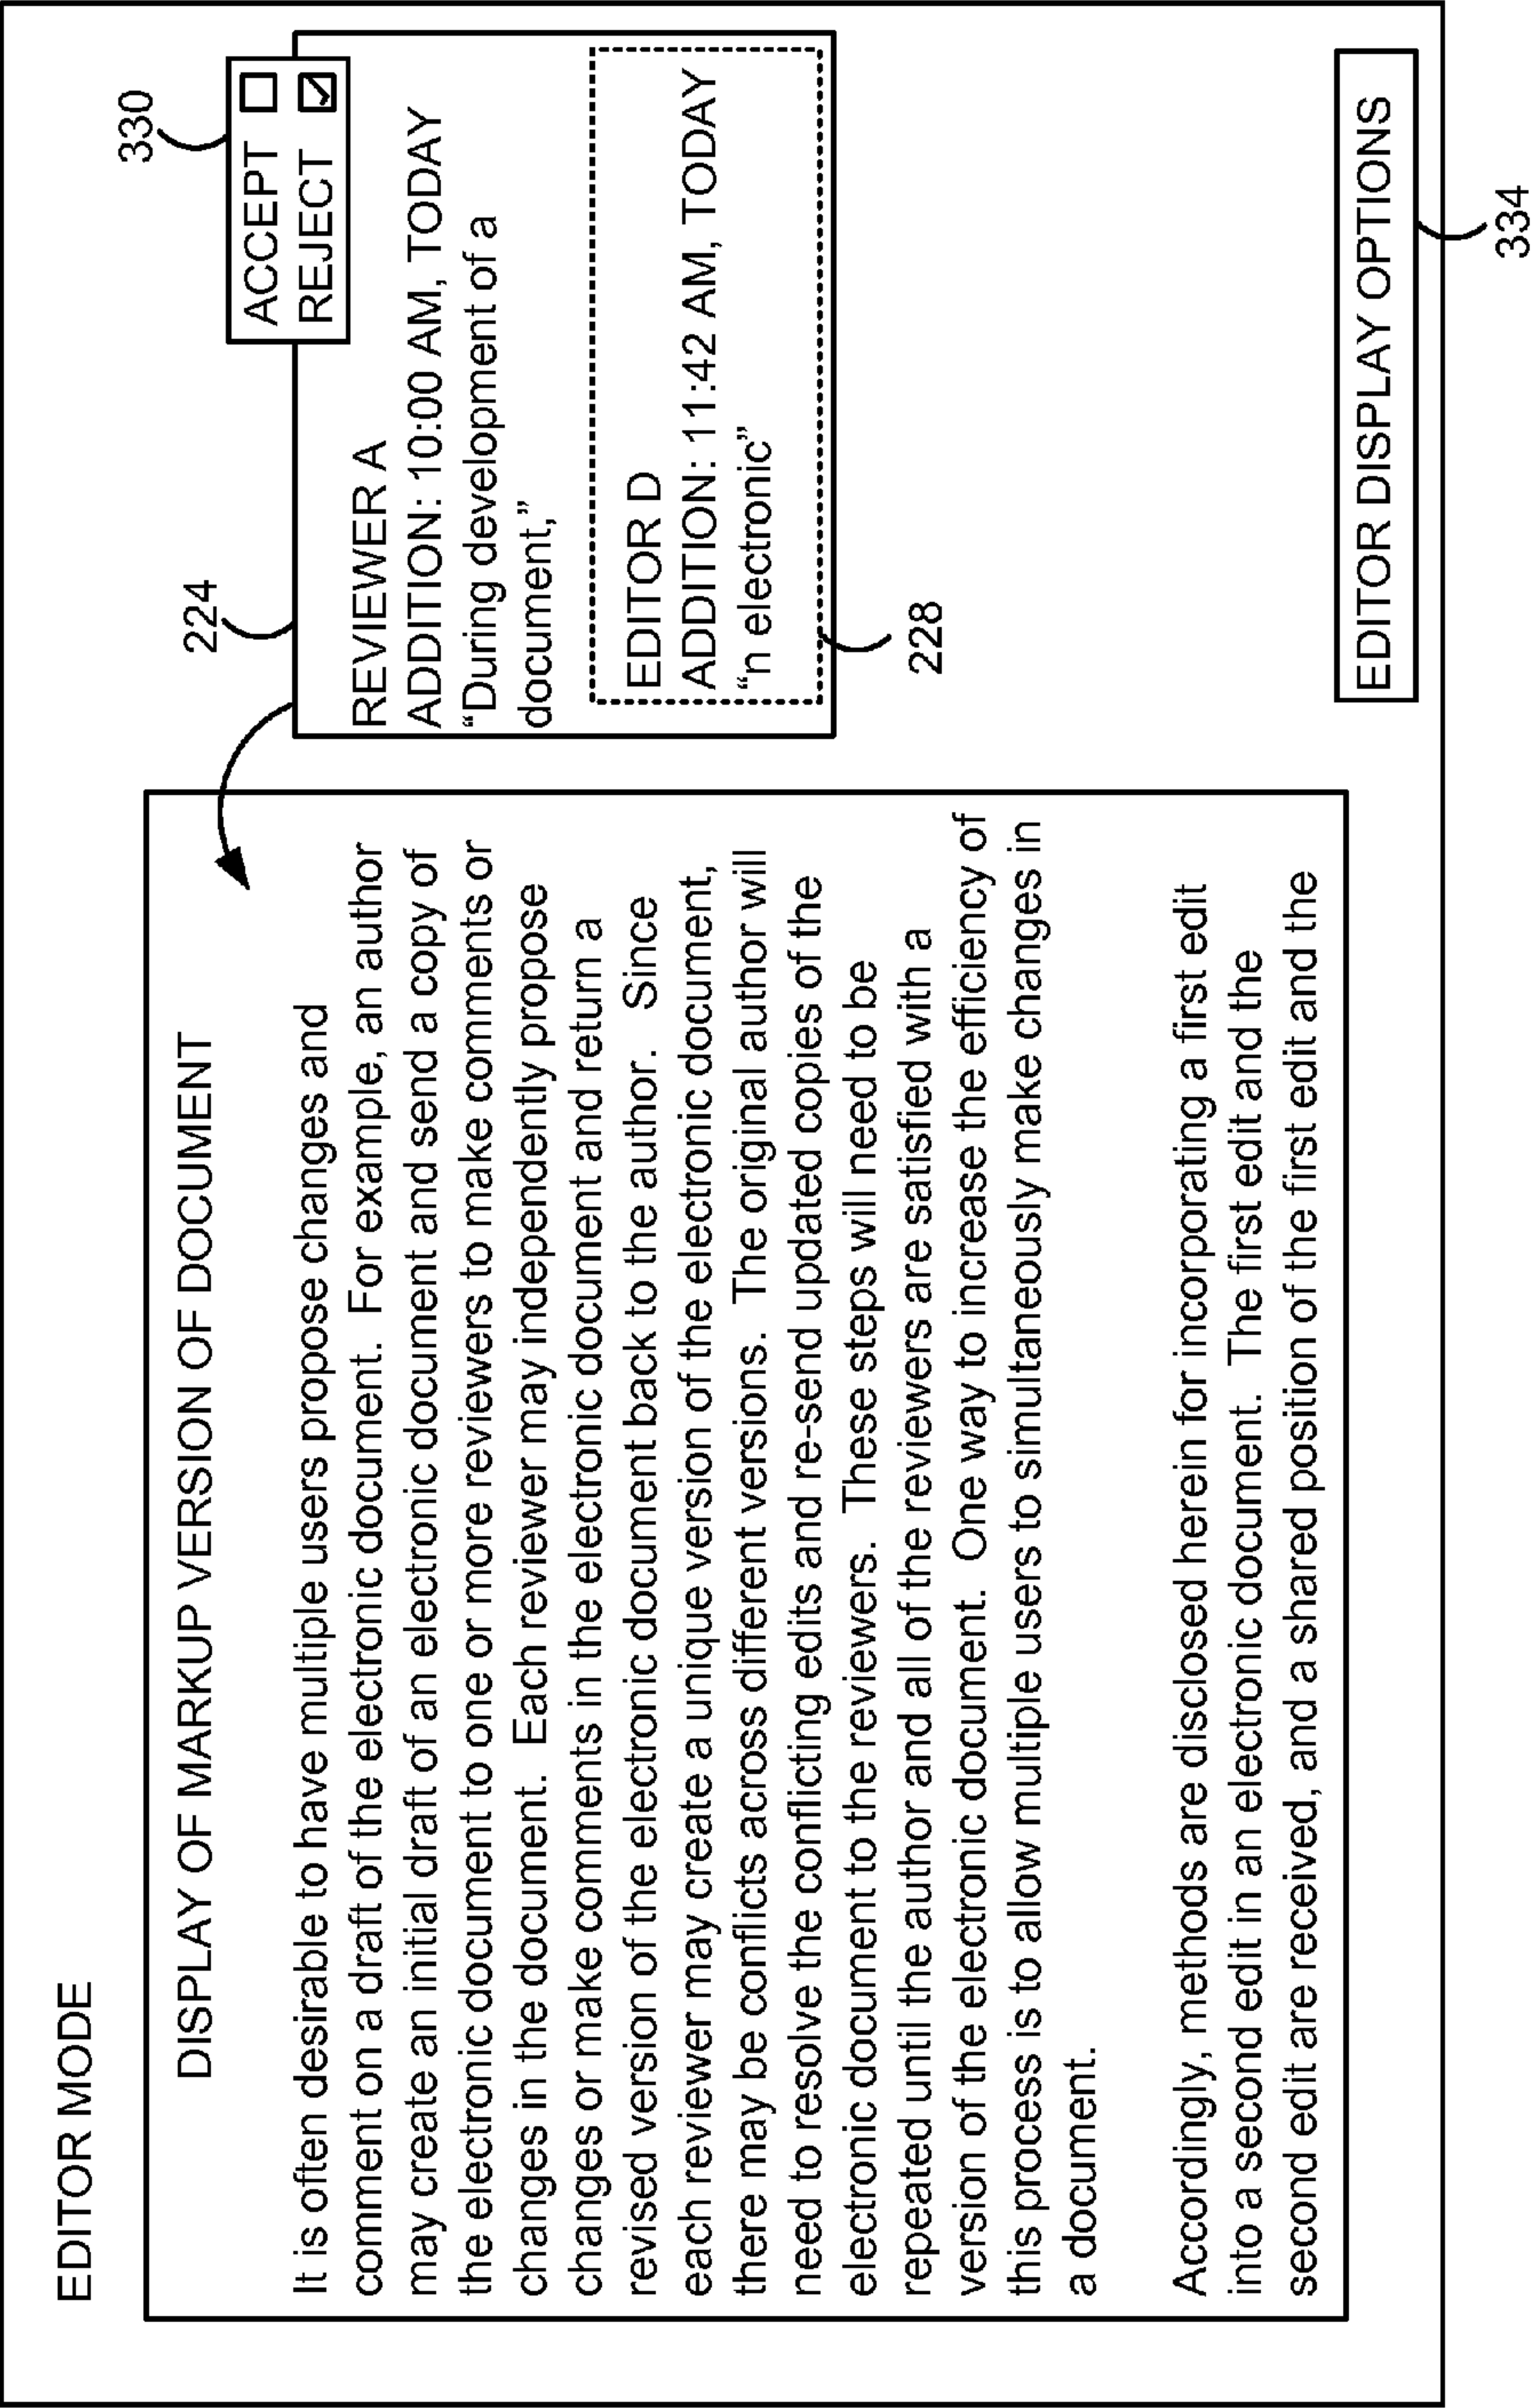 EDITOR MODE
DISPLAY OF MARKUP VERSION OF DOCUMENT
It is often desirable to have multiple users propose changes and
comment on a draft of the electronic document.  For example, an author
may create an initial draft of an electronic document and send a copy of
the electronic document to one or more reviewers to make comments or
changes in the document.  Each reviewer may independently propose
changes or make comments in the electronic document and return a
revised version of the electronic document back to the author.  Since
each reviewer may create a unique version of the electronic document,
there may be conflicts across different versions.  The original author will
need to resolve the conflicting edits and re-send updated copies of the
electronic document to the reviewers.  These steps will need to be
repeated until the author and all of the reviewers are satisfied with a
version of the electronic document.  One way to increase the efficiency of
this process is to allow multiple users to simultaneously make changes in
a document.
Accordingly, methods are disclosed herein for incorporating a first edit
into a second edit in an electronic document.  The first edit and the
second edit are received, and a shared position of the first edit and the
330
ACCEPT
REJECT
224
REVIEWER A
ADDITION: 10:00 AM, TODAY
“During development of a
document,”
EDITOR D
ADDITION: 11:42 AM, TODAY
“n electronic”
228
EDITOR DISPLAY OPTIONS
334